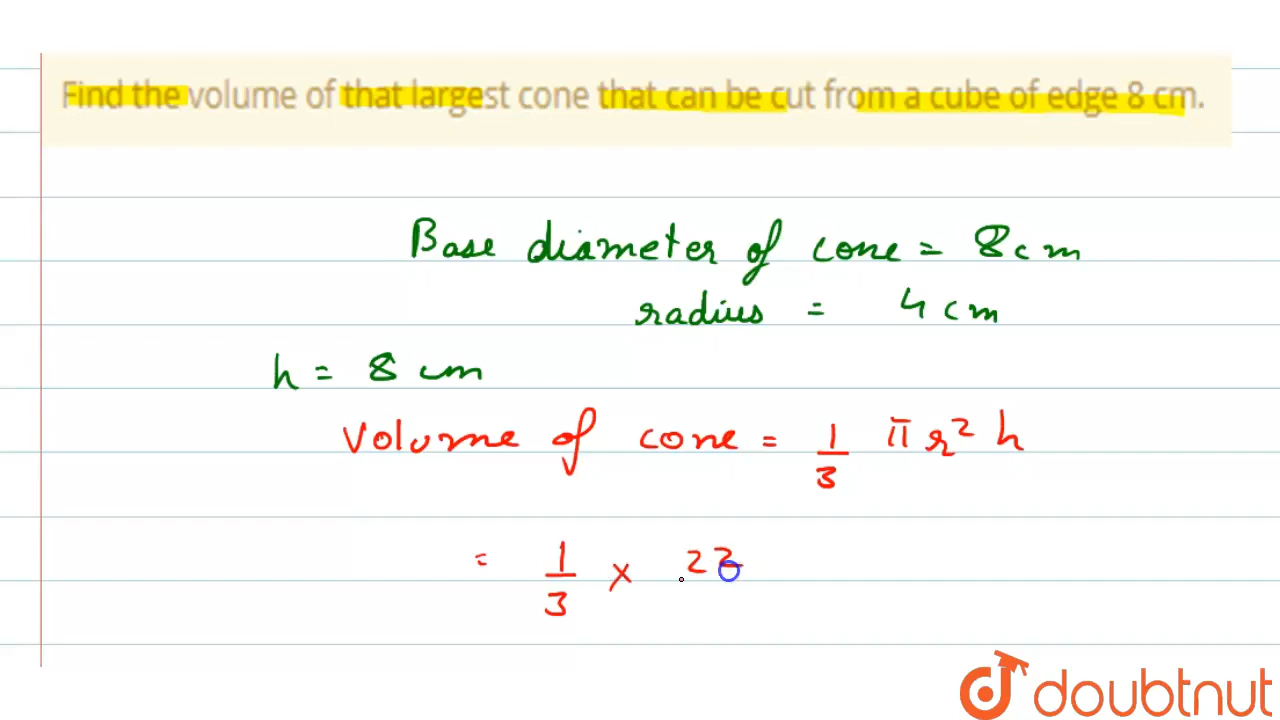 Find the volume of that largest cone that can be cut from a cube of edge 8 cm.
Base diameter of cone = 8 cm
radius = 4 cm
h = 8 cm
Volume of cone = 1/3 π r² h
= 1/3 × 22
doubtnut